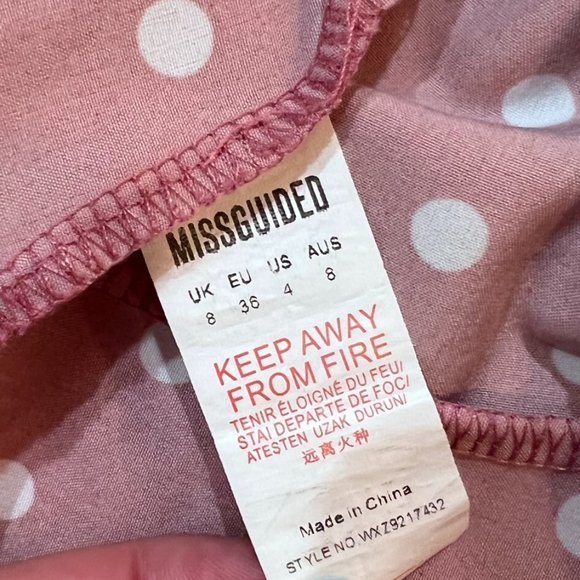 MISSGUIDED
UK EU US AUS
8 36 4 8
KEEP AWAY
FROM FIRE
TENIR ÉLOIGNÉ DU FEU/
STAI DEPARTE DE FOC/
ATESTEN UZAK DURUN/
远离火种
Made in China
STYLE NO.WXZ9217432